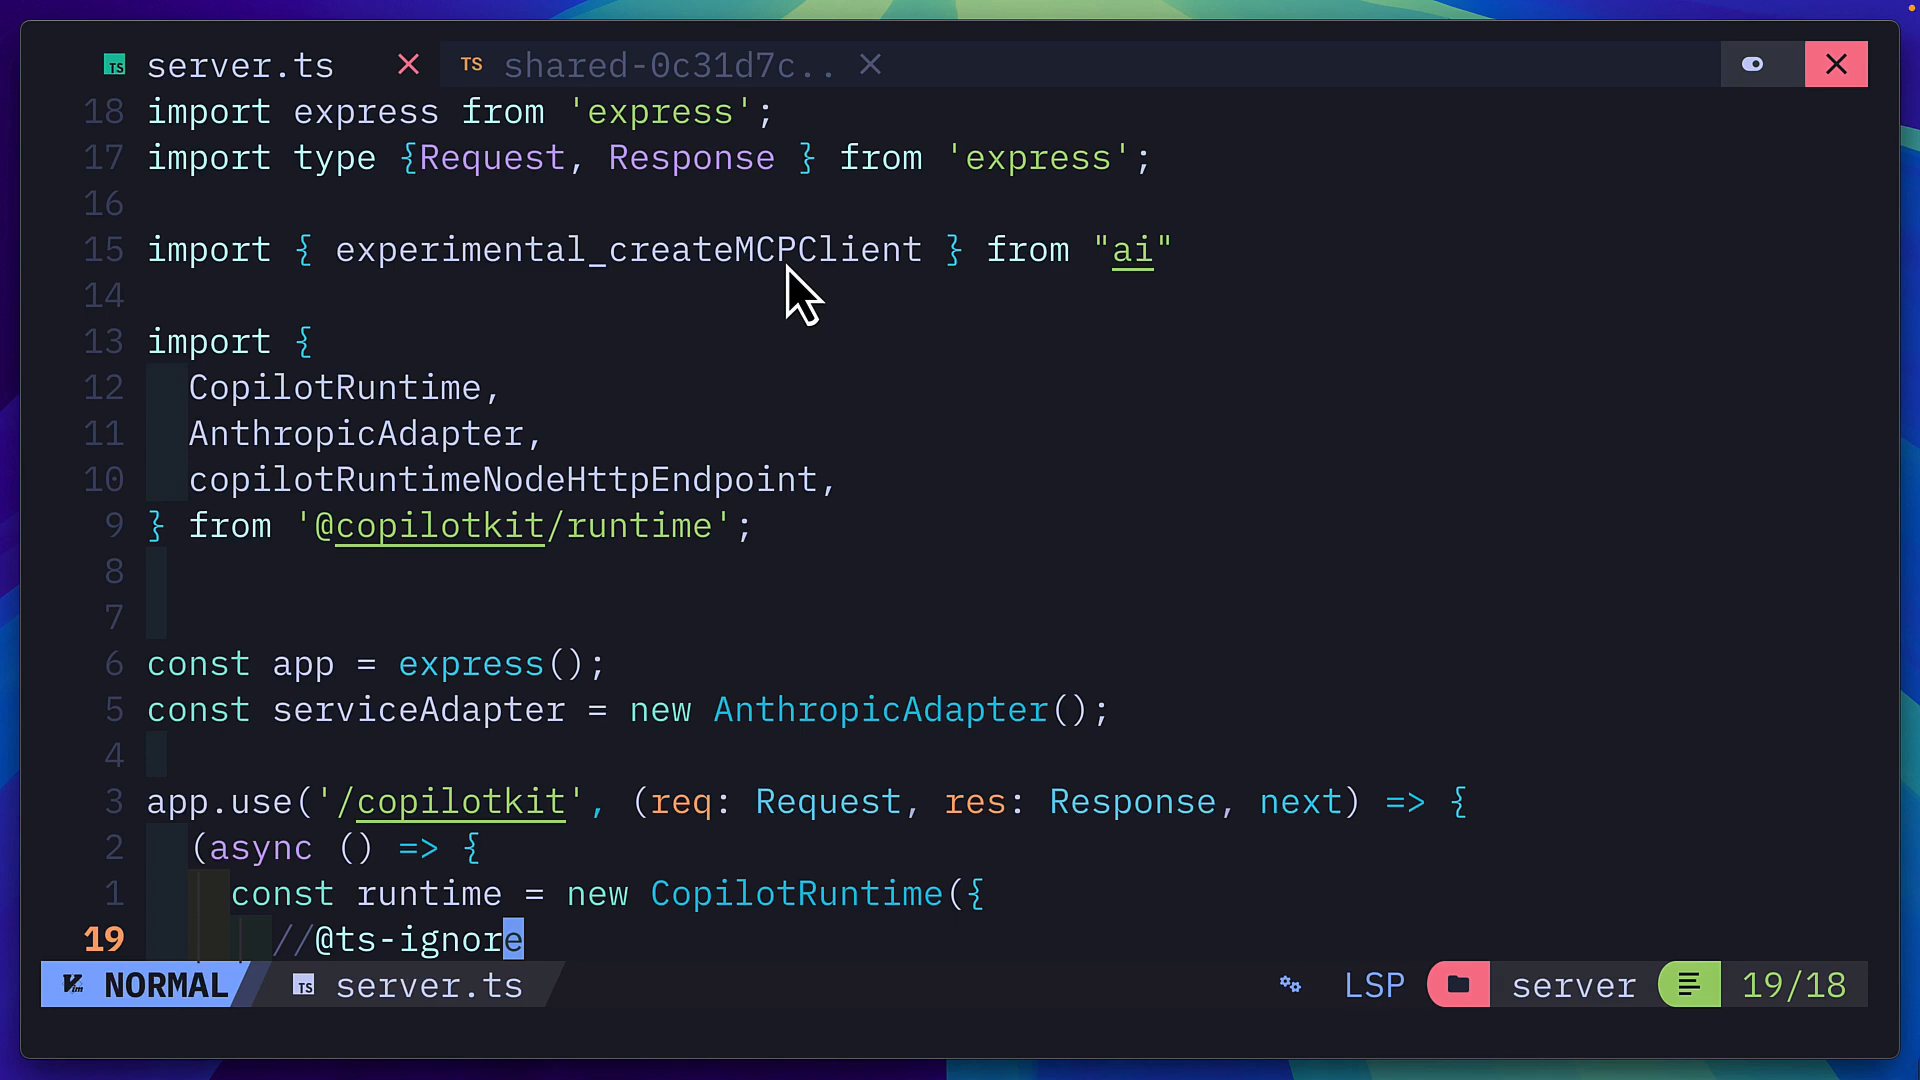 TS server.ts TS shared-0c31d7c..
18 import express from 'express';
17 import type {Request, Response } from 'express';
16
15 import { experimental_createMCPClient } from "ai"
14
13 import {
12 CopilotRuntime,
11 AnthropicAdapter,
10 copilotRuntimeNodeHttpEndpoint,
9 } from '@copilotkit/runtime';
8
7
6 const app = express();
5 const serviceAdapter = new AnthropicAdapter();
4
3 app.use('/copilotkit', (req: Request, res: Response, next) => {
2 (async () => {
1 const runtime = new CopilotRuntime({
19 //@ts-ignore
NORMAL TS server.ts LSP server 19/18